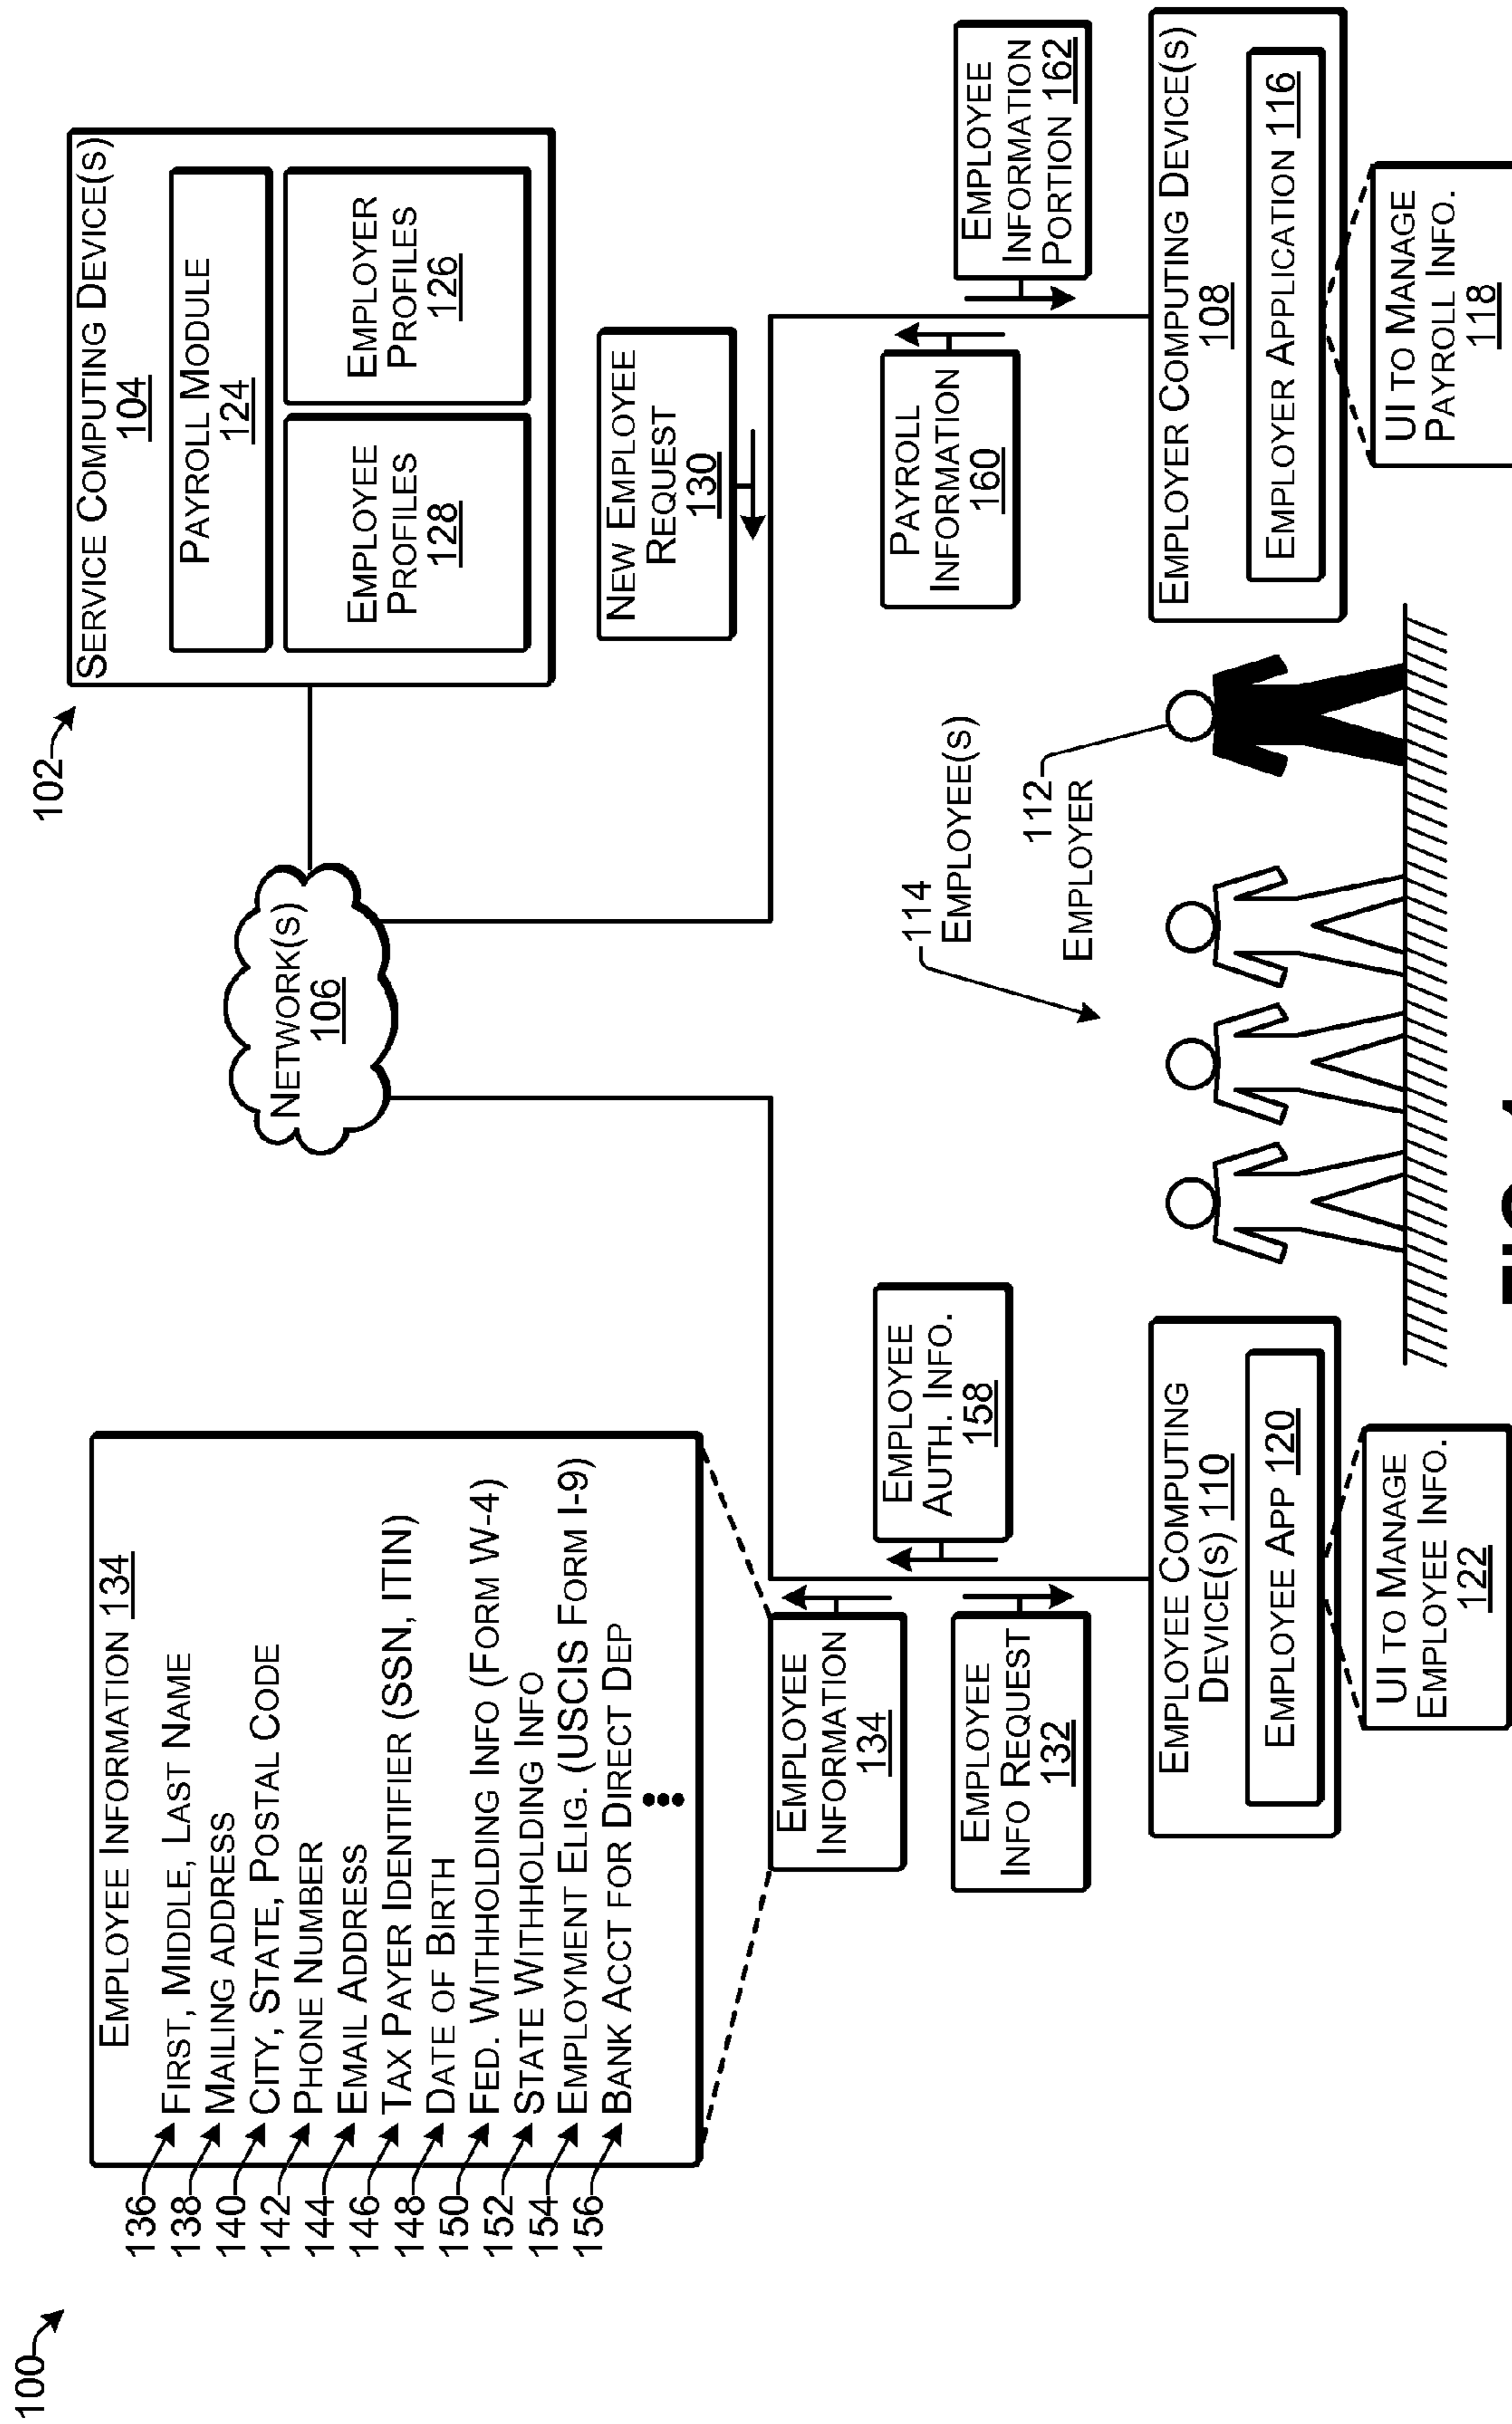 100
102
EMPLOYEE INFORMATION 134
136
FIRST, MIDDLE, LAST NAME
138
MAILING ADDRESS
140
CITY, STATE, POSTAL CODE
142
PHONE NUMBER
144
EMAIL ADDRESS
146
TAX PAYER IDENTIFIER (SSN, ITIN)
148
DATE OF BIRTH
150
FED. WITHHOLDING INFO (FORM W-4)
152
STATE WITHHOLDING INFO
154
EMPLOYMENT ELIG. (USCIS FORM I-9)
156
BANK ACCT FOR DIRECT DEP
NETWORK(S)
106
SERVICE COMPUTING DEVICE(S)
104
PAYROLL MODULE
124
EMPLOYEE
PROFILES
128
EMPLOYER
PROFILES
126
NEW EMPLOYEE
REQUEST
130
EMPLOYEE
INFORMATION
134
EMPLOYEE
AUTH. INFO.
158
EMPLOYEE
INFO REQUEST
132
114
EMPLOYEE(S)
112
EMPLOYER
PAYROLL
INFORMATION
160
EMPLOYEE
INFORMATION
PORTION 162
EMPLOYEE COMPUTING
DEVICE(S) 110
EMPLOYEE APP 120
UI TO MANAGE
EMPLOYEE INFO.
122
EMPLOYER COMPUTING DEVICE(S)
108
EMPLOYER APPLICATION 116
UI TO MANAGE
PAYROLL INFO.
118